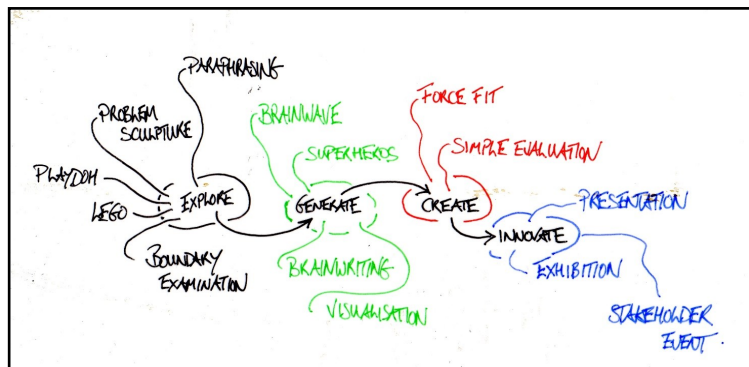 PARAPHRASING
PROBLEM
SCULPTURE
PLAYDOH
LEGO
EXPLORE
BOUNDARY
EXAMINATION
BRAINWAVE
SUPERHEROS
GENERATE
BRAINWRITING
VISUALISATION
FORCE FIT
SIMPLE EVALUATION
CREATE
INNOVATE
PRESENTATION
EXHIBITION
STAKEHOLDER
EVENT.